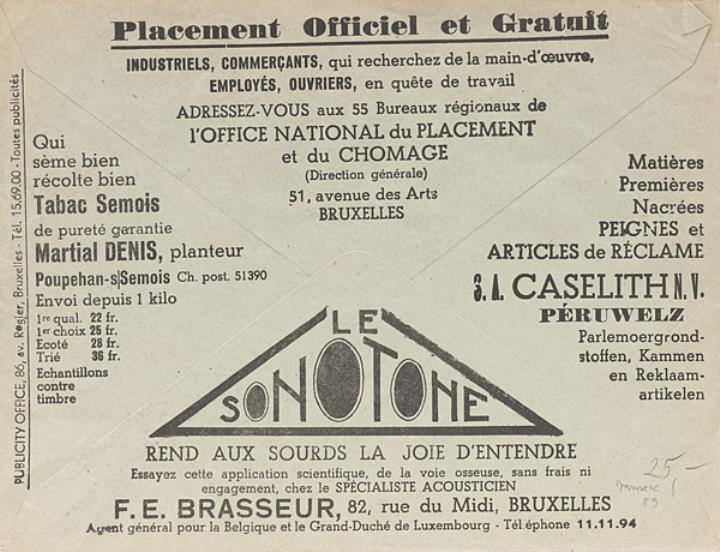 Placement Officiel et Gratuit
INDUSTRIELS, COMMERÇANTS, qui recherchez de la main-d'œuvre,
EMPLOYÉS, OUVRIERS, en quête de travail
ADRESSEZ-VOUS aux 55 Bureaux régionaux de
l'OFFICE NATIONAL du PLACEMENT
et du CHOMAGE
(Direction générale)
51, avenue des Arts
BRUXELLES
PUBLICITY OFFICE, 86, av. Rogier, Bruxelles - Tél. 15.69.00 - Toutes publicités
Qui
sème bien
récolte bien
Tabac Semois
de pureté garantie
Martial DENIS, planteur
Poupehan-s/Semois Ch. post. 51390
Envoi depuis 1 kilo
1re qual. 22 fr.
1er choix 25 fr.
Ecoté 28 fr.
Trié 36 fr.
Echantillons
contre
timbre
Matières
Premières
Nacrées
PEIGNES et
ARTICLES de RÉCLAME
S. A. CASELITH N. V.
PÉRUWELZ
Parlemoergrond-
stoffen, Kammen
en Reklaam-
artikelen
LE
SONOTONE
REND AUX SOURDS LA JOIE D'ENTENDRE
Essayez cette application scientifique, de la voie osseuse, sans frais ni
engagement, chez le SPÉCIALISTE ACOUSTICIEN
F. E. BRASSEUR, 82, rue du Midi, BRUXELLES
Agent général pour la Belgique et le Grand-Duché de Luxembourg - Téléphone 11.11.94
25-
89